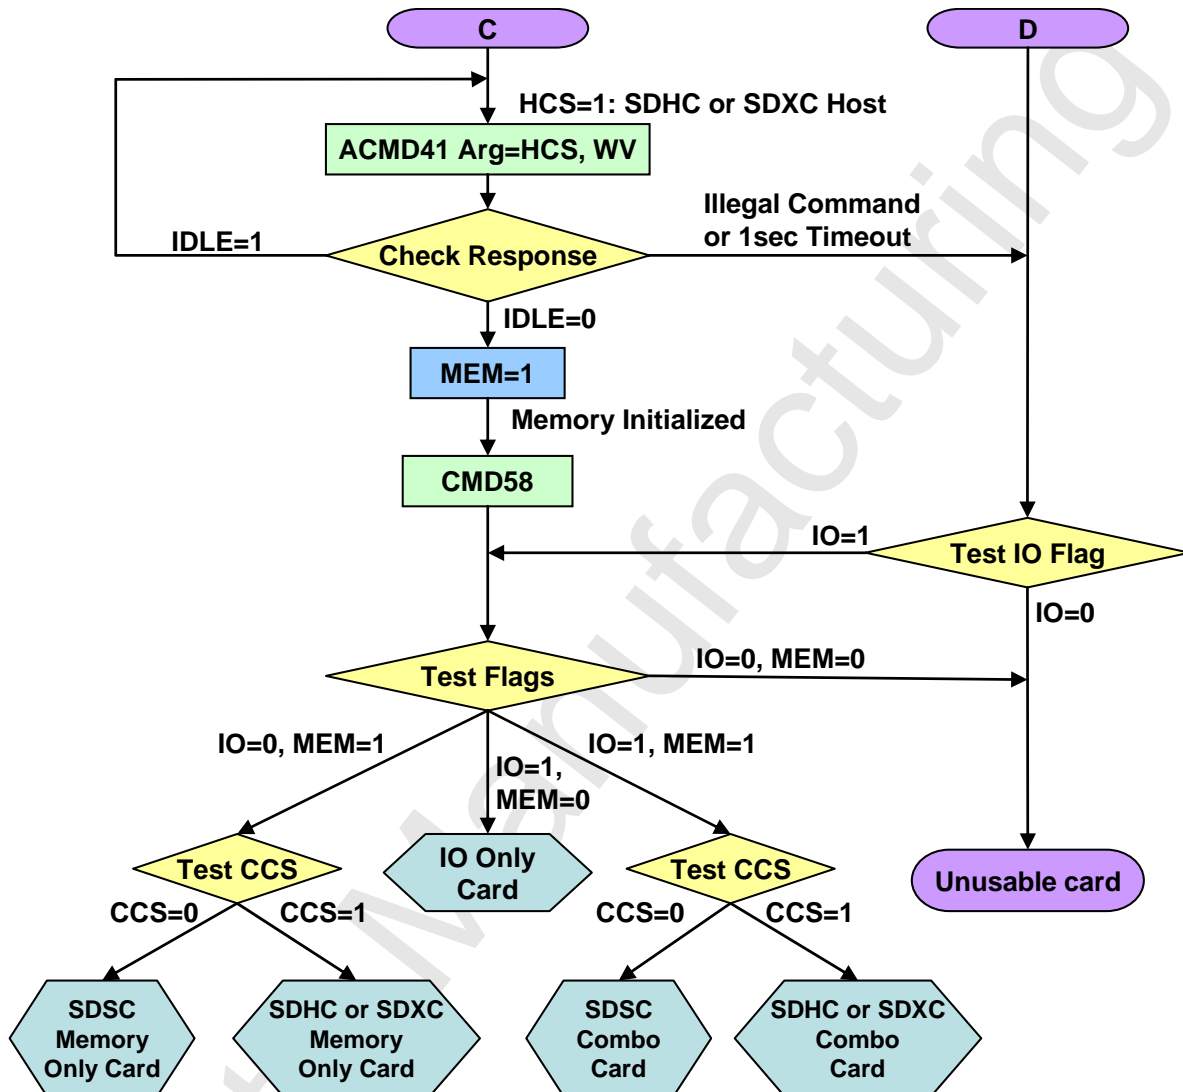 C
D
HCS=1: SDHC or SDXC Host
ACMD41 Arg=HCS, WV
Illegal Command
or 1sec Timeout
IDLE=1
Check Response
IDLE=0
MEM=1
Memory Initialized
CMD58
IO=1
Test IO Flag
IO=0
Test Flags
IO=0, MEM=0
IO=0, MEM=1
IO=1,
MEM=0
IO=1, MEM=1
Test CCS
IO Only
Card
Test CCS
Unusable card
CCS=0
CCS=1
CCS=0
CCS=1
SDSC
Memory
Only Card
SDHC or SDXC
Memory
Only Card
SDSC
Combo
Card
SDHC or SDXC
Combo
Card
Manufacturing